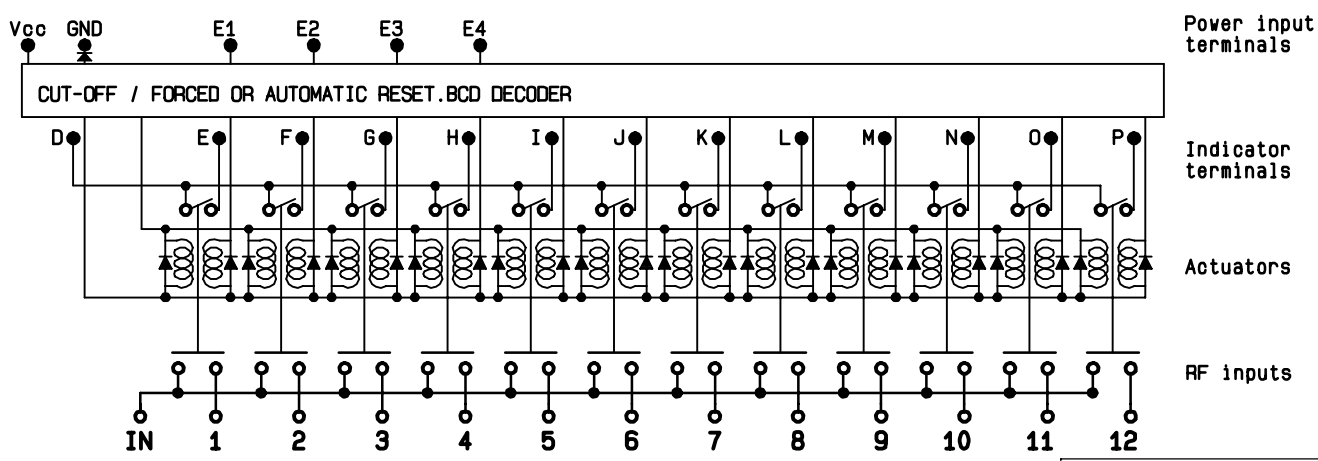 Vcc GND E1 E2 E3 E4
Power input
terminals
CUT-OFF / FORCED OR AUTOMATIC RESET.BCD DECODER
D E F G H I J K L M N O P
Indicator
terminals
Actuators
RF inputs
IN 1 2 3 4 5 6 7 8 9 10 11 12